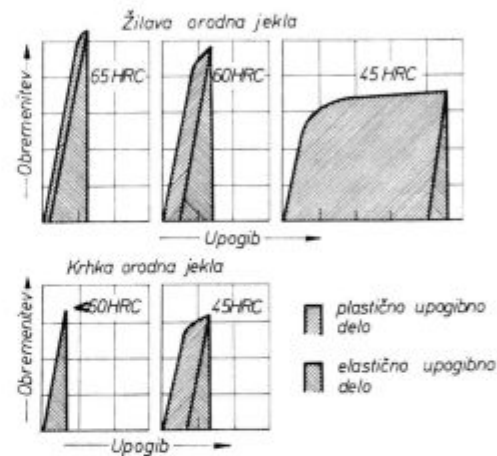 Žilava orodna jekla
Obremenitev
65 HRC
60HRC
45 HRC
Upogib
Krhka orodna jekla
Obremenitev
60HRC
45HRC
Upogib
plastično upogibno
delo
elastično upogibno
delo